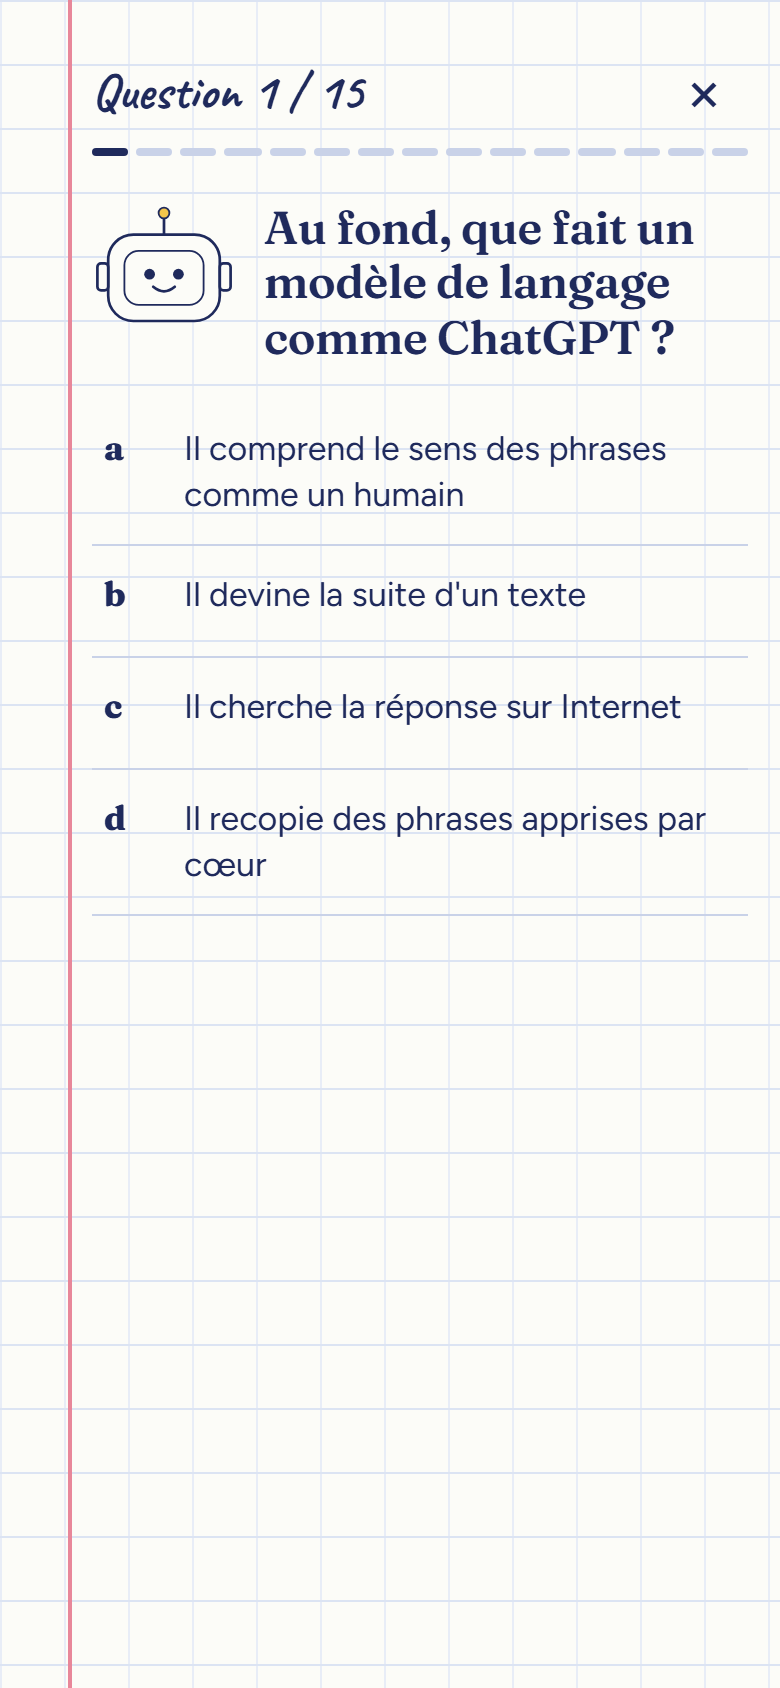 Question 1 / 15
Au fond, que fait un
modèle de langage
comme ChatGPT ?
a
Il comprend le sens des phrases
comme un humain
b
Il devine la suite d'un texte
c
Il cherche la réponse sur Internet
d
Il recopie des phrases apprises par
cœur